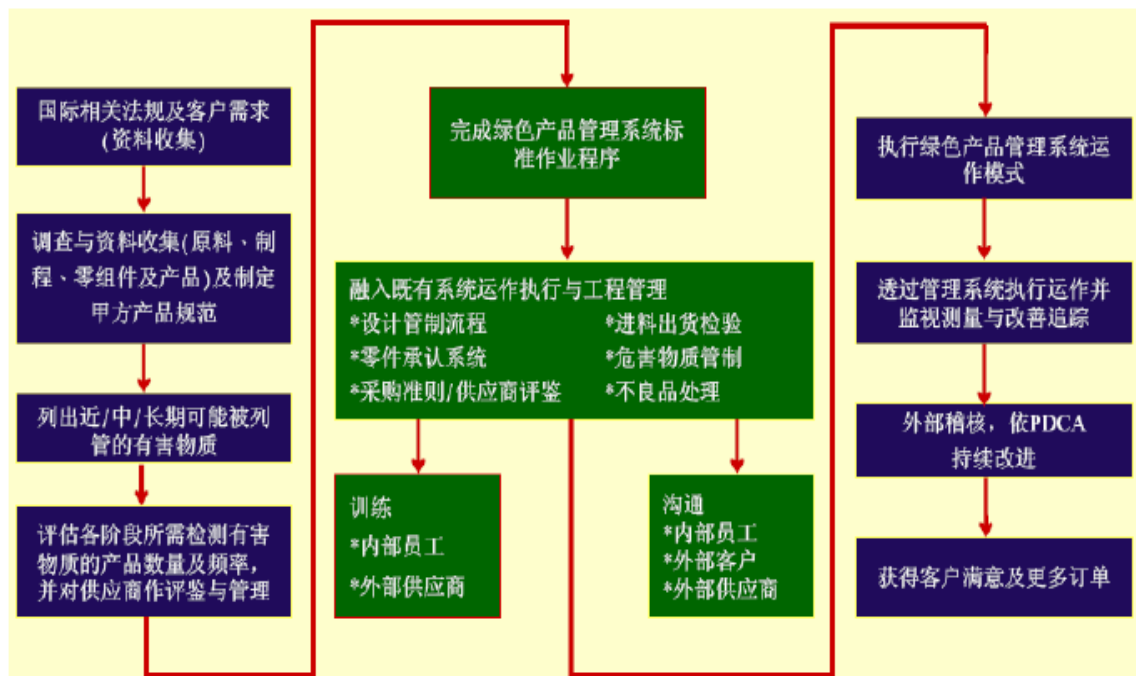 国际相关法规及客户需求
(资料收集)
调查与资料收集(原料、制
程、零组件及产品)及制定
甲方产品规范
列出近/中/长期可能被列
管的有害物质
评估各阶段所需检测有害
物质的产品数量及频率，
并对供应商作评鉴与管理
完成绿色产品管理系统标
准作业程序
融入既有系统运作执行与工程管理
*设计管制流程 *进料出货检验
*零件承认系统 *危害物质管制
*采购准则/供应商评鉴 *不良品处理
训练
*内部员工
*外部供应商
沟通
*内部员工
*外部客户
*外部供应商
执行绿色产品管理系统运
作模式
透过管理系统执行运作并
监视测量与改善追踪
外部稽核，依PDCA
持续改进
获得客户满意及更多订单